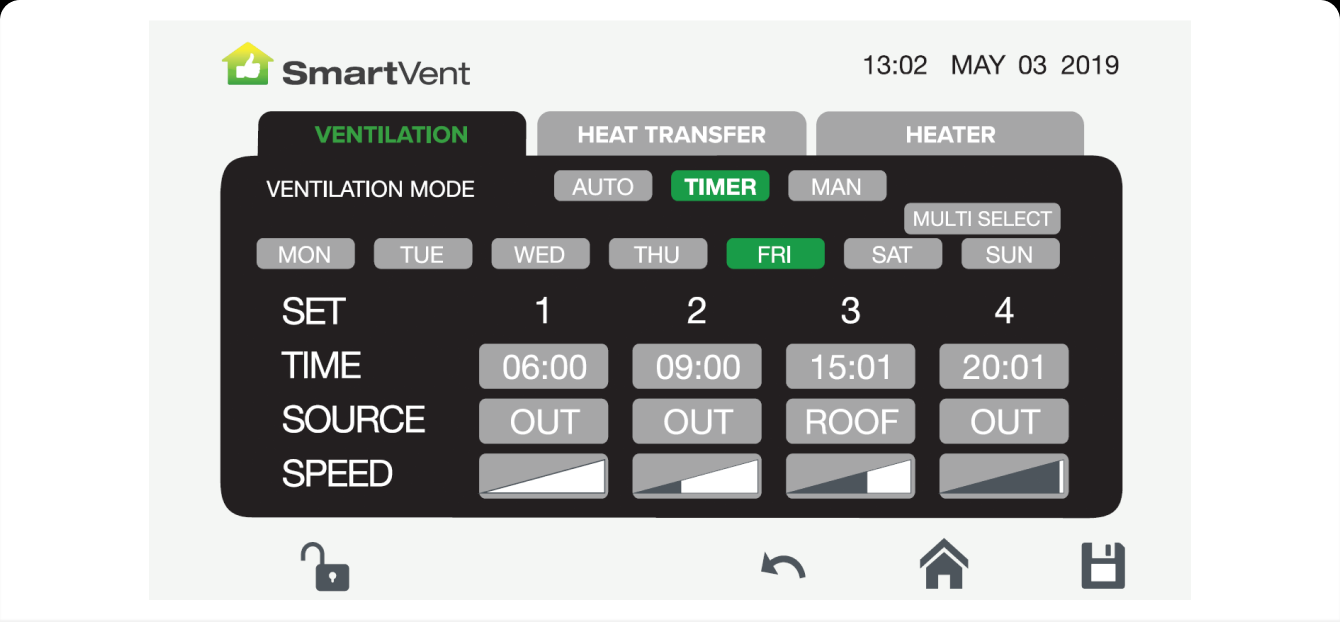 SmartVent
13:02 MAY 03 2019
VENTILATION HEAT TRANSFER HEATER
VENTILATION MODE AUTO TIMER MAN
MULTI SELECT
MON TUE WED THU FRI SAT SUN
SET 1 2 3 4
TIME 06:00 09:00 15:01 20:01
SOURCE OUT OUT ROOF OUT
SPEED